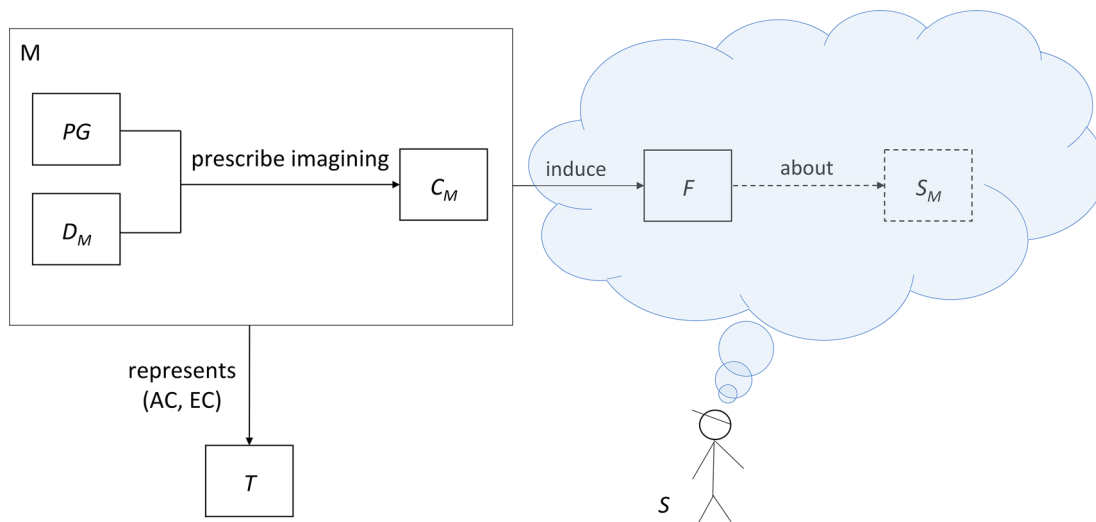 M
PG
prescribe imagining
C_M
D_M
induce
F
about
S_M
represents
(AC, EC)
T
S